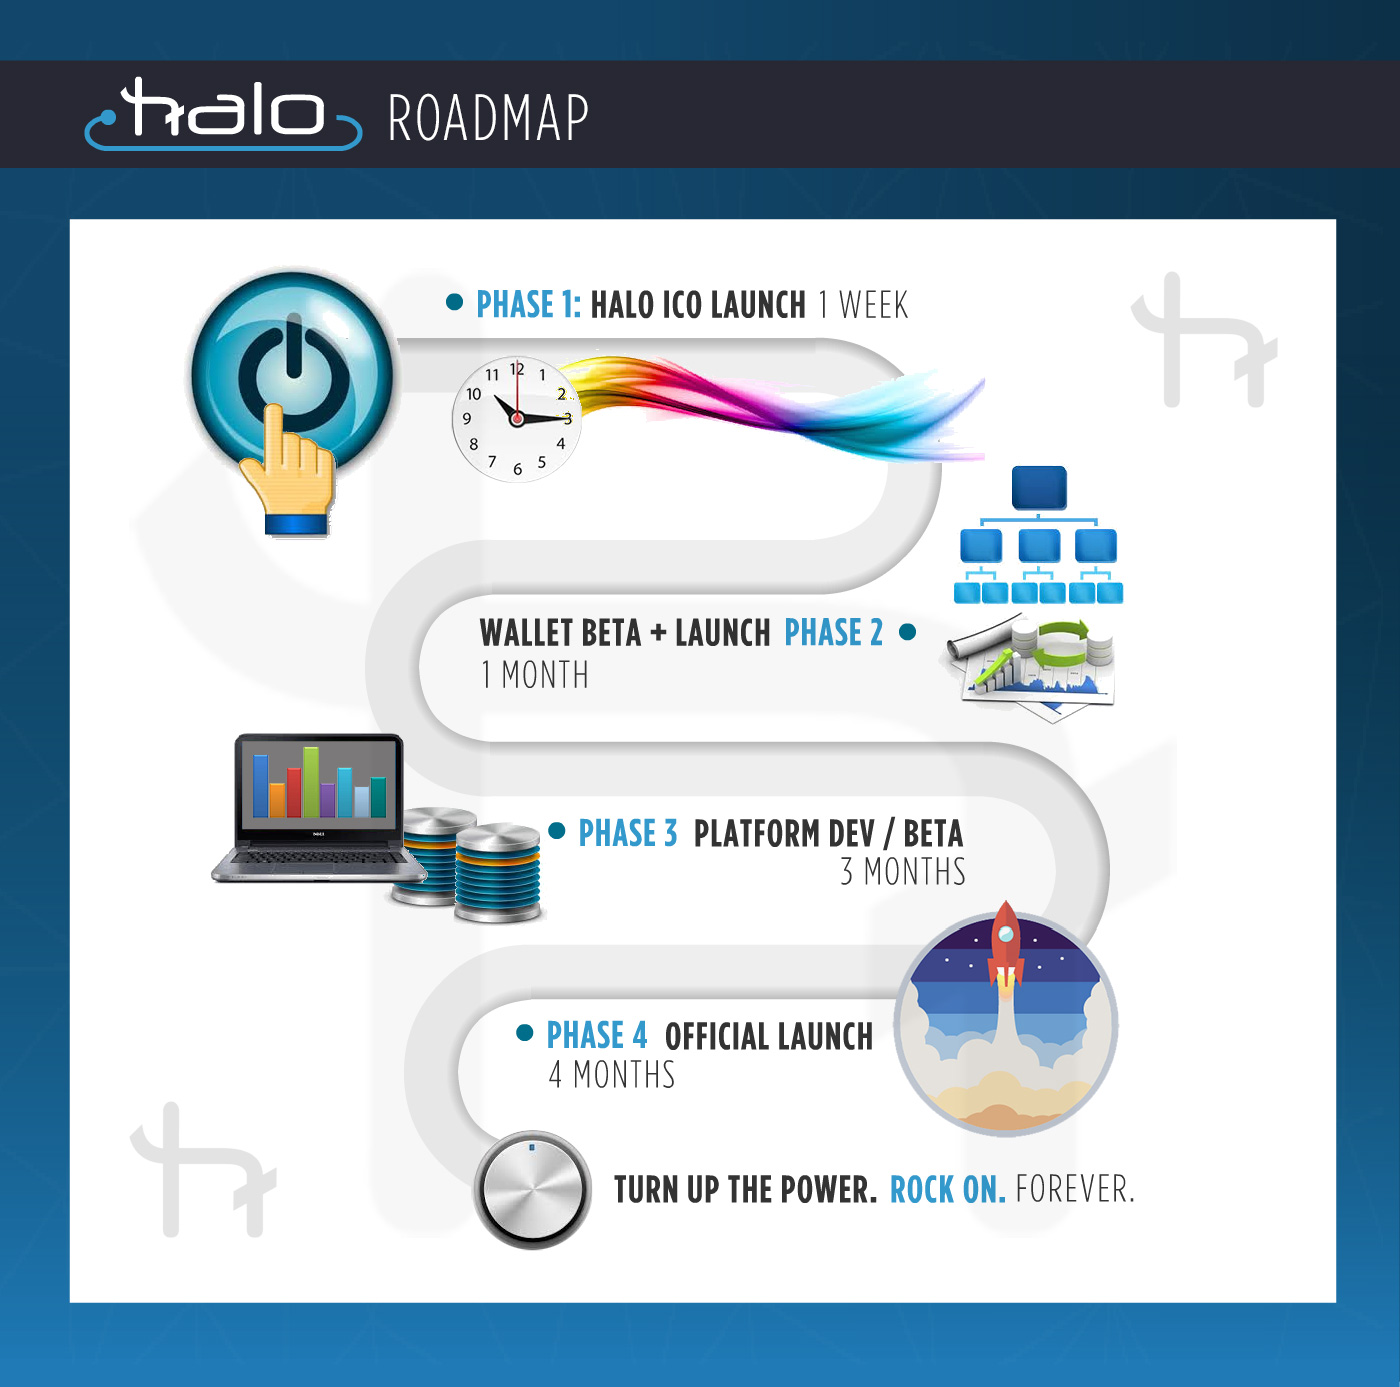 halo ROADMAP
PHASE 1: HALO ICO LAUNCH 1 WEEK
12
11 1
10 2
9 3
8 4
7 5
6
WALLET BETA + LAUNCH PHASE 2
1 MONTH
PHASE 3 PLATFORM DEV / BETA
3 MONTHS
PHASE 4 OFFICIAL LAUNCH
4 MONTHS
TURN UP THE POWER. ROCK ON. FOREVER.